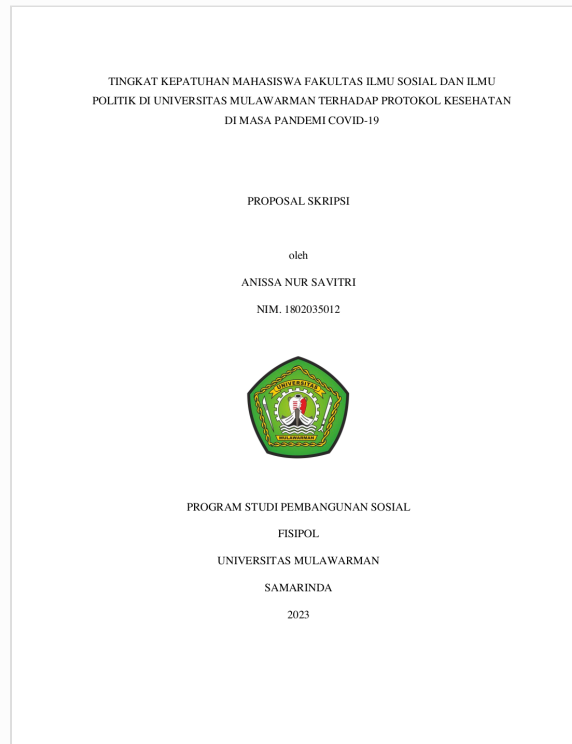 TINGKAT KEPATUHAN MAHASISWA FAKULTAS ILMU SOSIAL DAN ILMU
POLITIK DI UNIVERSITAS MULAWARMAN TERHADAP PROTOKOL KESEHATAN
DI MASA PANDEMI COVID-19
PROPOSAL SKRIPSI
oleh
ANISSA NUR SAVITRI
NIM. 1802035012
UNIVERSITAS
MULAWARMAN
PROGRAM STUDI PEMBANGUNAN SOSIAL
FISIPOL
UNIVERSITAS MULAWARMAN
SAMARINDA
2023